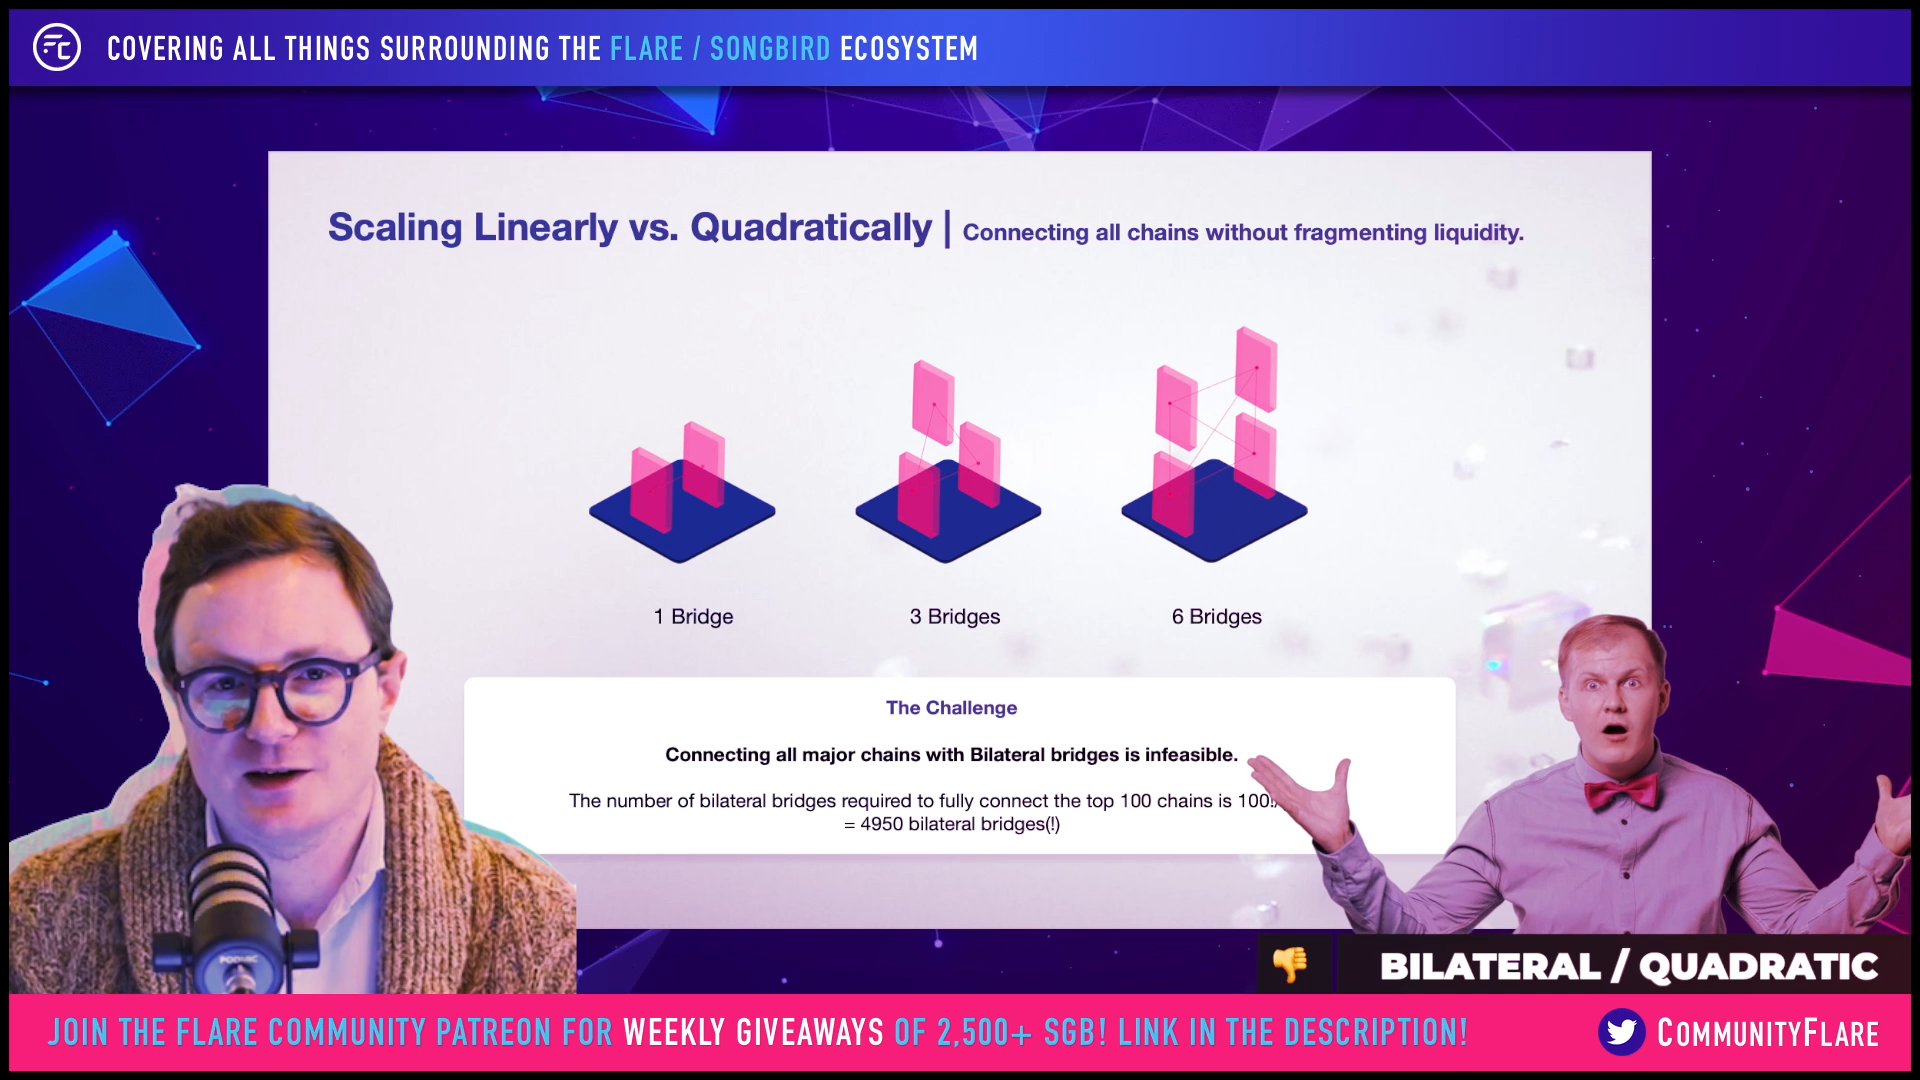 FC
COVERING ALL THINGS SURROUNDING THE FLARE / SONGBIRD ECOSYSTEM
Scaling Linearly vs. Quadratically | Connecting all chains without fragmenting liquidity.
1 Bridge
3 Bridges
6 Bridges
The Challenge
Connecting all major chains with Bilateral bridges is infeasible.
The number of bilateral bridges required to fully connect the top 100 chains is 100!
= 4950 bilateral bridges(!)
PODMIC
BILATERAL / QUADRATIC
JOIN THE FLARE COMMUNITY PATREON FOR WEEKLY GIVEAWAYS OF 2,500+ SGB! LINK IN THE DESCRIPTION!
COMMUNITYFLARE